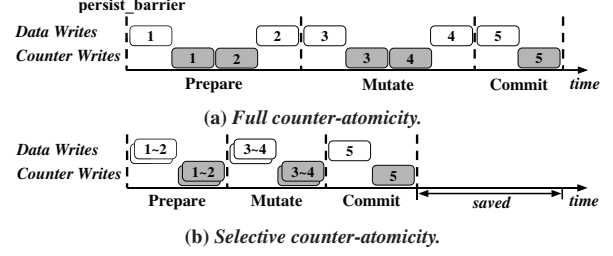 persist_barrier
Data Writes 1 2 3 4 5
Counter Writes 1 2 3 4 5
Prepare Mutate Commit time
(a) Full counter-atomicity.
Data Writes 1~2 3~4 5
Counter Writes 1~2 3~4 5
Prepare Mutate Commit saved time
(b) Selective counter-atomicity.